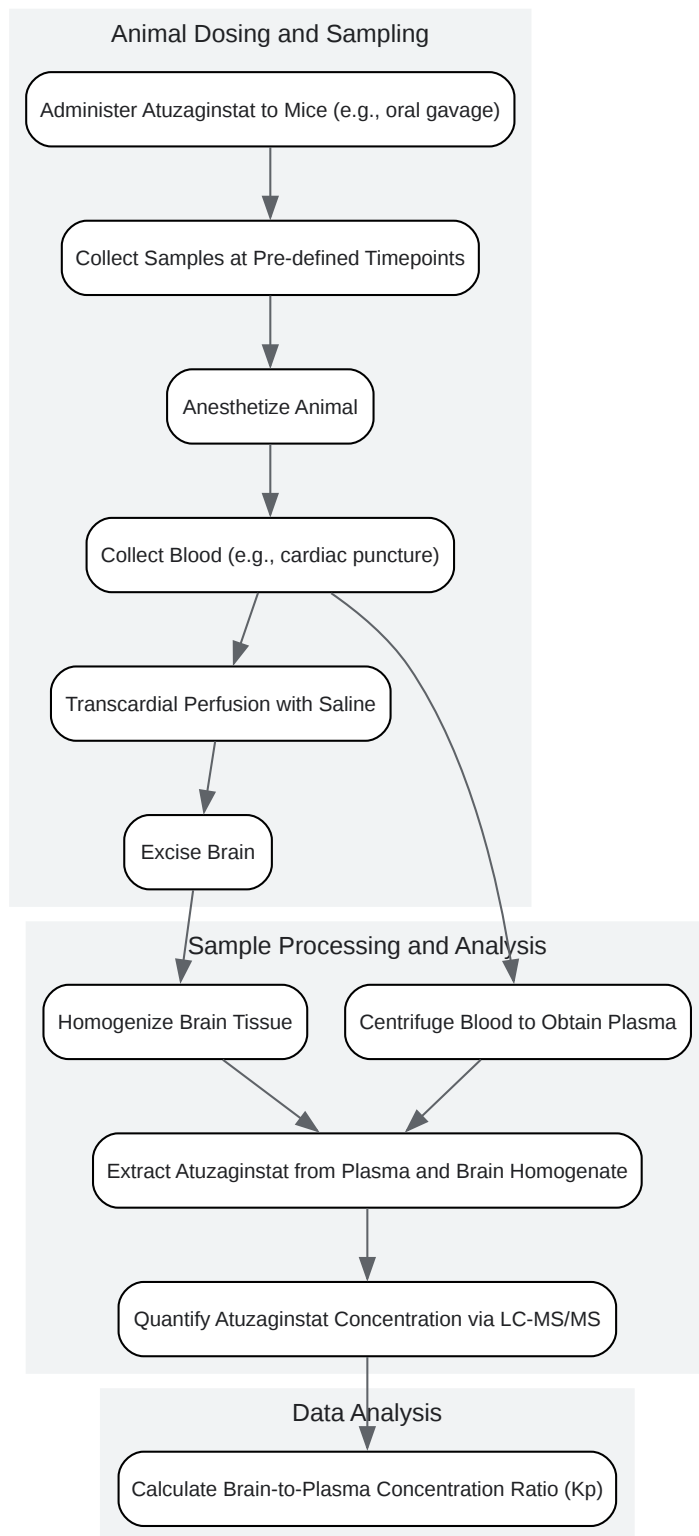 Animal Dosing and Sampling
Administer Atuzaginstat to Mice (e.g., oral gavage)
Collect Samples at Pre-defined Timepoints
Anesthetize Animal
Collect Blood (e.g., cardiac puncture)
Transcardial Perfusion with Saline
Excise Brain
Sample Processing and Analysis
Homogenize Brain Tissue
Centrifuge Blood to Obtain Plasma
Extract Atuzaginstat from Plasma and Brain Homogenate
Quantify Atuzaginstat Concentration via LC-MS/MS
Data Analysis
Calculate Brain-to-Plasma Concentration Ratio (Kp)